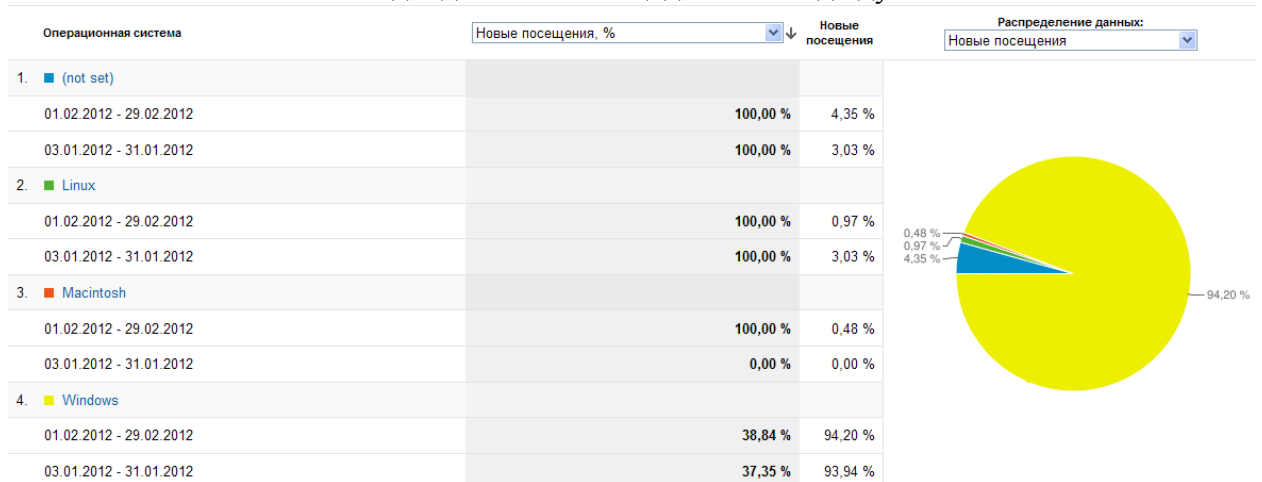 Операционная система Новые посещения, % Новые посещения Распределение данных:
Новые посещения
1. (not set)
01.02.2012 - 29.02.2012 100,00 % 4,35 %
03.01.2012 - 31.01.2012 100,00 % 3,03 %
2. Linux
01.02.2012 - 29.02.2012 100,00 % 0,97 %
03.01.2012 - 31.01.2012 100,00 % 3,03 %
3. Macintosh
01.02.2012 - 29.02.2012 100,00 % 0,48 %
03.01.2012 - 31.01.2012 0,00 % 0,00 %
4. Windows
01.02.2012 - 29.02.2012 38,84 % 94,20 %
03.01.2012 - 31.01.2012 37,35 % 93,94 %
0,48 %
0,97 %
4,35 %
94,20 %